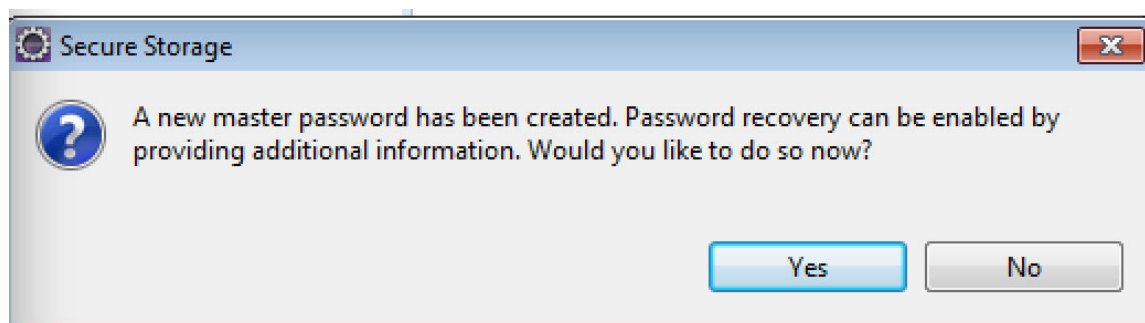 Secure Storage
A new master password has been created. Password recovery can be enabled by
providing additional information. Would you like to do so now?
Yes
No